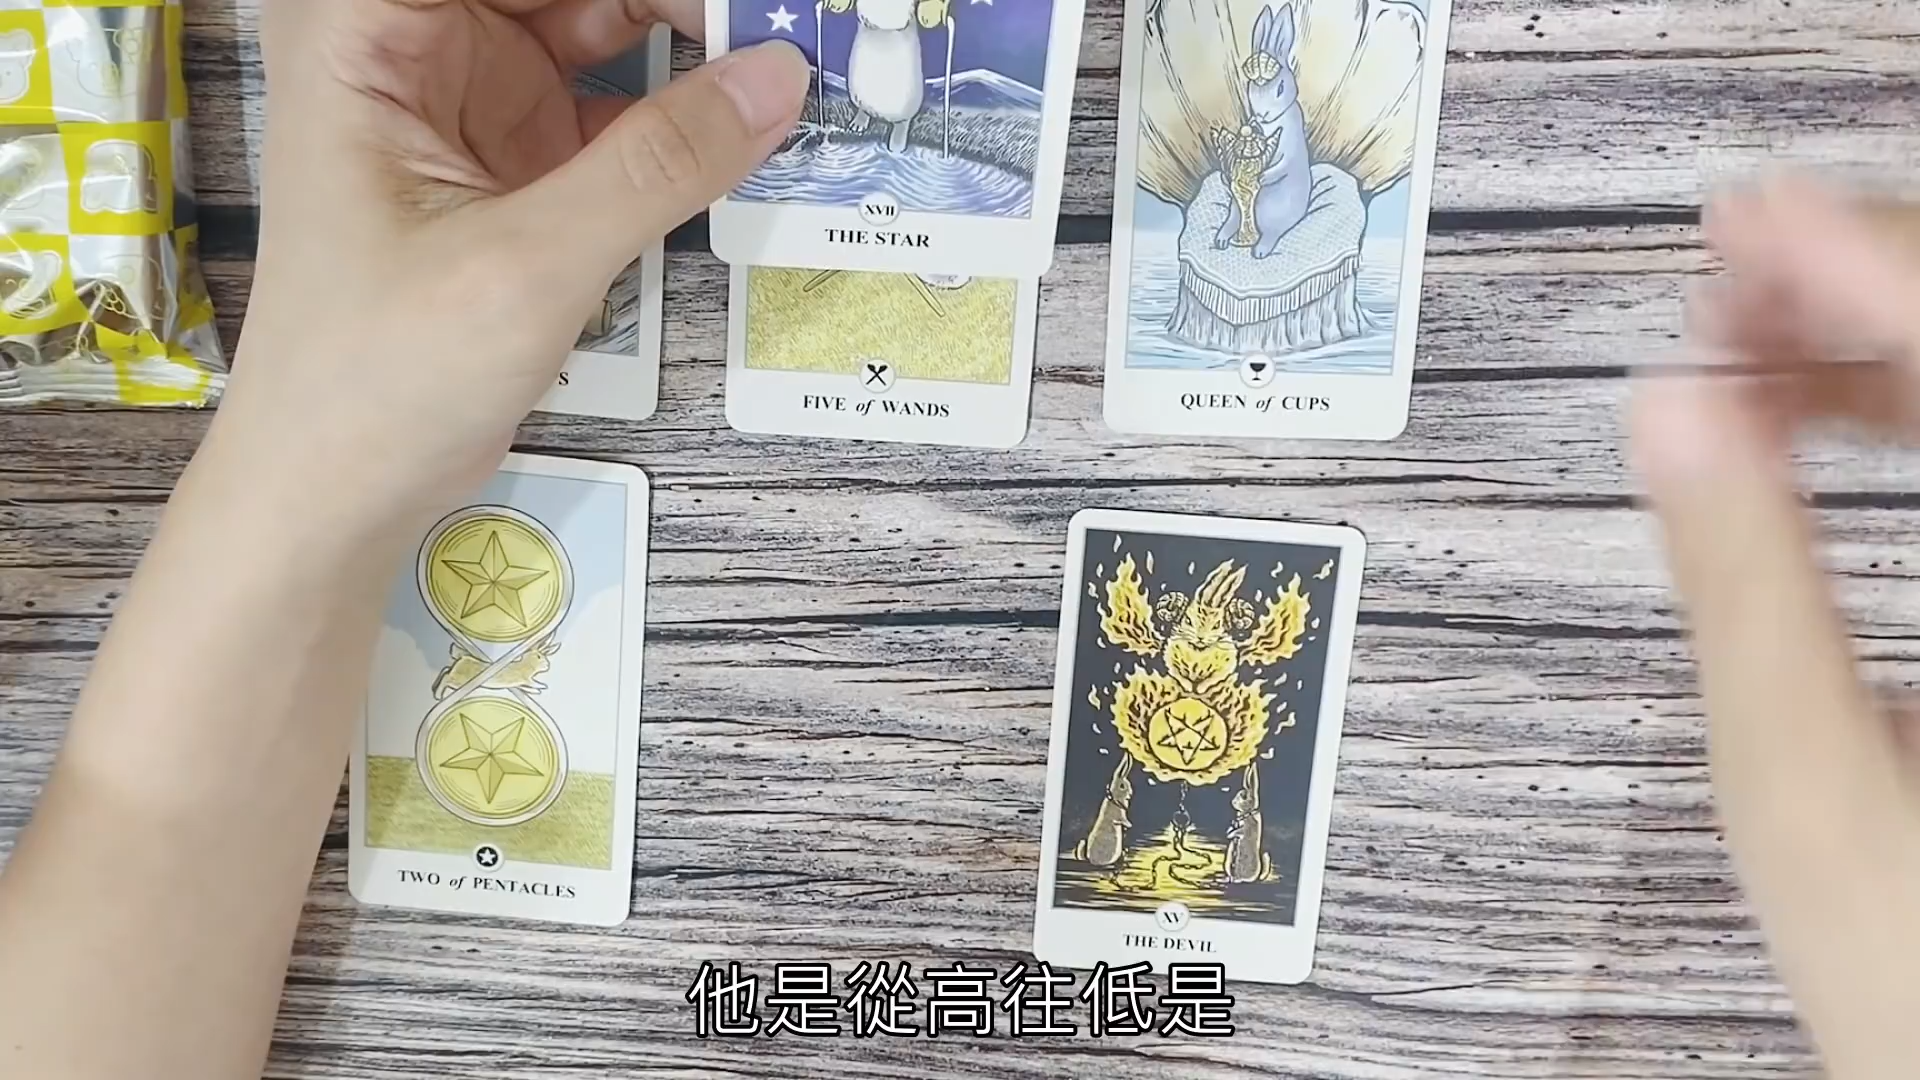 XVII
THE STAR
S
FIVE of WANDS
QUEEN of CUPS
TWO of PENTACLES
XV
THE DEVIL
他是從高往低是